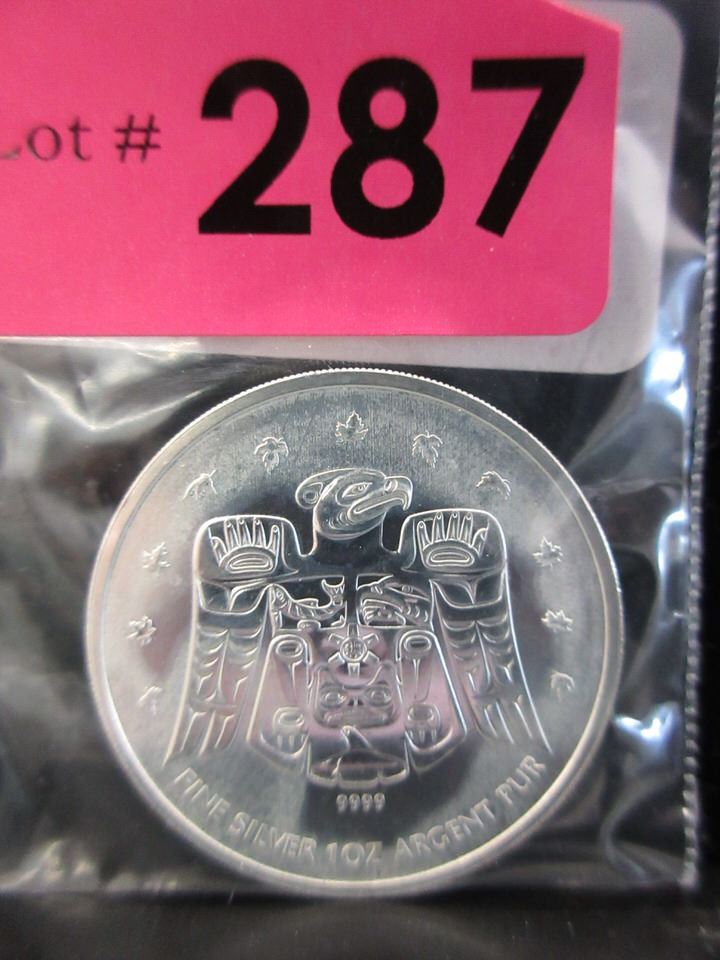 Lot # 287
9999
FINE SILVER 1OZ ARGENT PUR